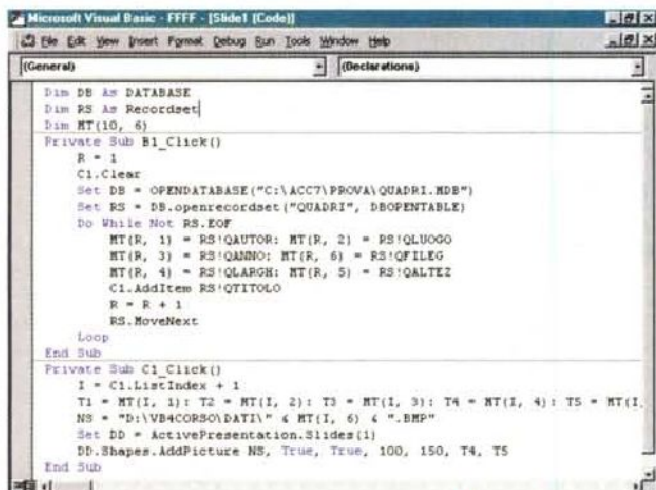 Microsoft Visual Basic - FFFF - [Slide1 (Code)]
File Edit View Insert Format Debug Run Tools Window Help
(General) (Declarations)
Dim DB As DATABASE
Dim RS As Recordset
Dim MT(10, 6)
Private Sub B1_Click()
R = 1
C1.Clear
Set DB = OPENDATABASE("C:\ACC7\PROVA\QUADRI.MDB")
Set RS = DB.openrecordset("QUADRI", DBOPENTABLE)
Do While Not RS.EOF
MT(R, 1) = RS!QAUTOR: MT(R, 2) = RS!QLUOGO
MT(R, 3) = RS!QANNO: MT(R, 6) = RS!QFILEG
MT(R, 4) = RS!QLARGH: MT(R, 5) = RS!QALTEZ
C1.AddItem RS!QTITOLO
R = R + 1
RS.MoveNext
Loop
End Sub
Private Sub C1_Click()
I = C1.ListIndex + 1
T1 = MT(I, 1): T2 = MT(I, 2): T3 = MT(I, 3): T4 = MT(I, 4): T5 = MT(I,
NS = "D:\VB4CORSO\DATI\" & MT(I, 6) & ".BMP"
Set DD = ActivePresentation.Slides(1)
DD.Shapes.AddPicture NS, True, True, 100, 150, T4, T5
End Sub